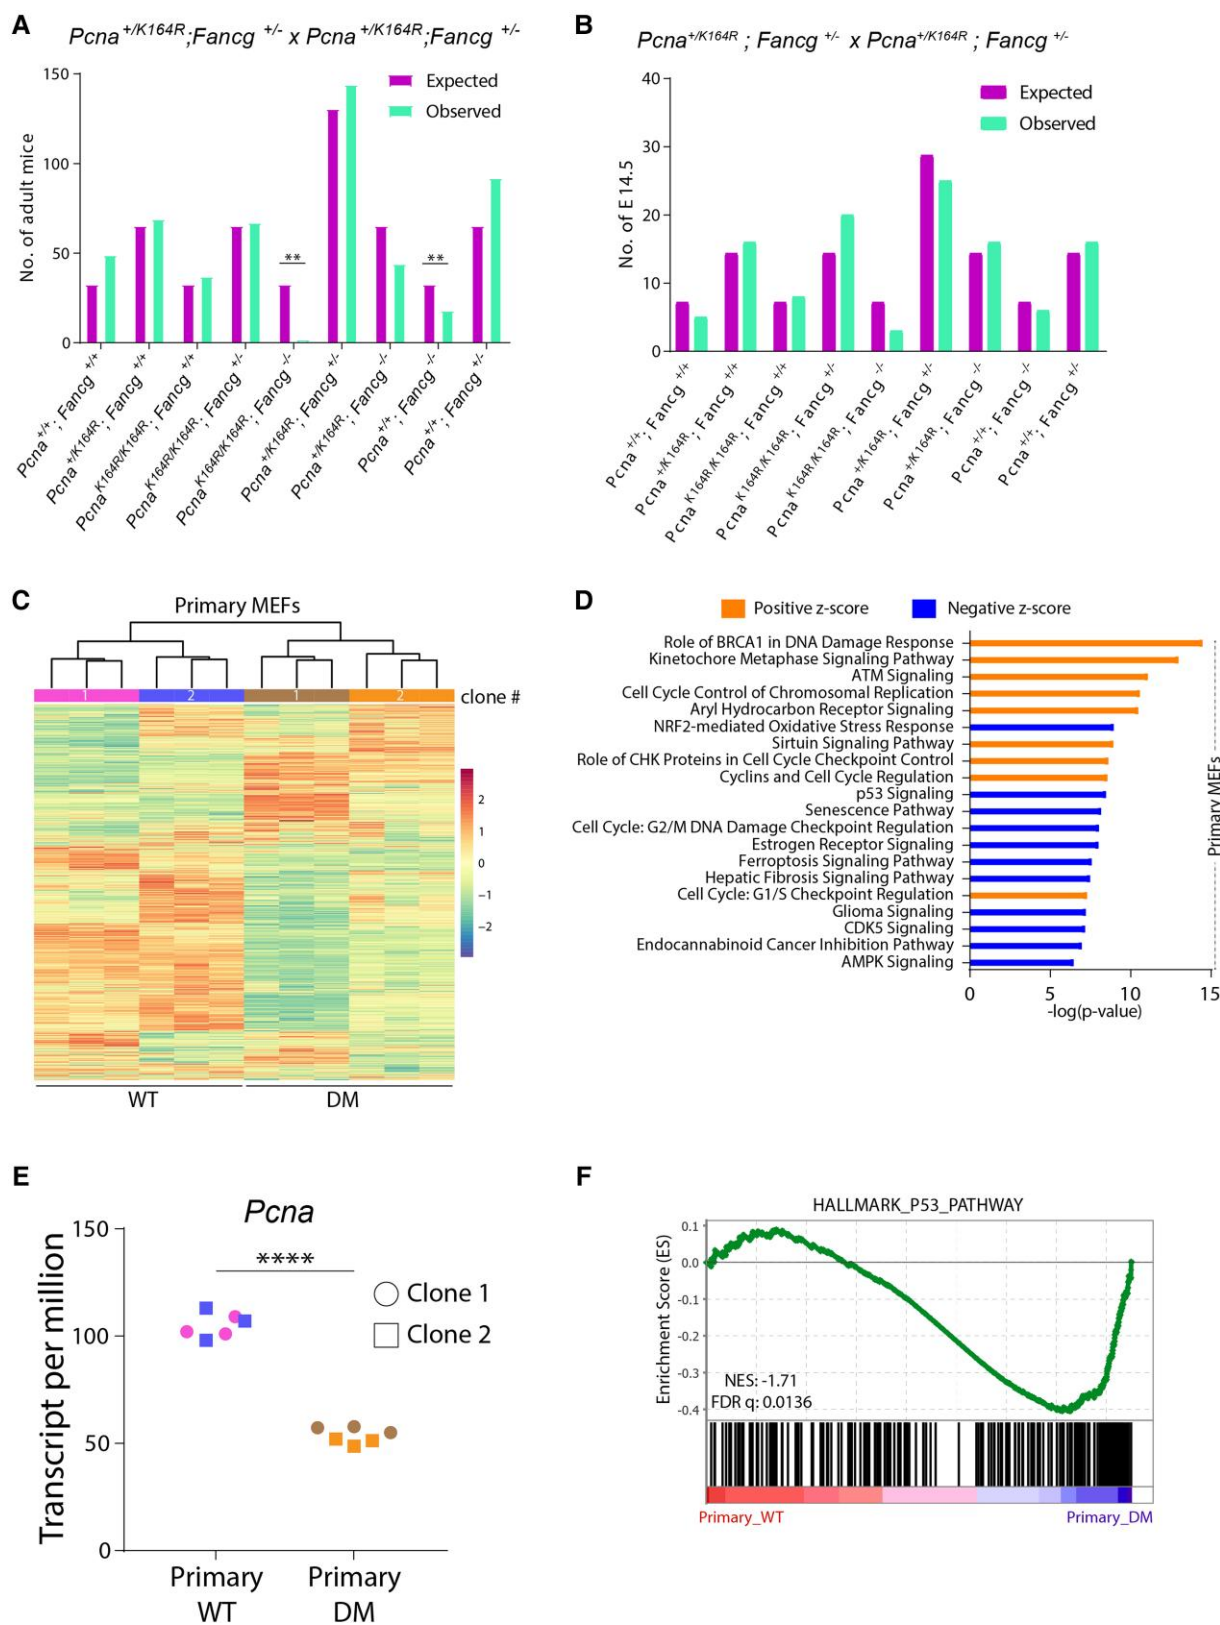 A
Pcna +/K164R;Fancg +/- x Pcna +/K164R;Fancg +/-
No. of adult mice
150
100
50
0
Expected
Observed
**
**
Pcna +/+; Fancg +/+
Pcna +/K164R; Fancg +/+
Pcna K164R/K164R; Fancg +/+
Pcna K164R/K164R; Fancg +/-
Pcna K164R/K164R; Fancg -/-
Pcna +/K164R; Fancg +/-
Pcna +/K164R; Fancg -/-
Pcna +/+; Fancg -/-
Pcna +/+; Fancg +/-
B
Pcna+/K164R ; Fancg +/- x Pcna+/K164R ; Fancg +/-
No. of E 14.5
40
30
20
10
0
Expected
Observed
Pcna +/+; Fancg +/+
Pcna +/K164R; Fancg +/+
Pcna K164R/K164R; Fancg +/+
Pcna K164R/K164R; Fancg +/-
Pcna K164R/K164R; Fancg -/-
Pcna +/K164R; Fancg +/-
Pcna +/K164R; Fancg -/-
Pcna +/+; Fancg -/-
Pcna +/+; Fancg +/-
C
Primary MEFs
1 2 1 2 clone #
2
1
0
−1
−2
WT DM
D
Positive z-score Negative z-score
Role of BRCA1 in DNA Damage Response
Kinetochore Metaphase Signaling Pathway
ATM Signaling
Cell Cycle Control of Chromosomal Replication
Aryl Hydrocarbon Receptor Signaling
NRF2-mediated Oxidative Stress Response
Sirtuin Signaling Pathway
Role of CHK Proteins in Cell Cycle Checkpoint Control
Cyclins and Cell Cycle Regulation
p53 Signaling
Senescence Pathway
Cell Cycle: G2/M DNA Damage Checkpoint Regulation
Estrogen Receptor Signaling
Ferroptosis Signaling Pathway
Hepatic Fibrosis Signaling Pathway
Cell Cycle: G1/S Checkpoint Regulation
Glioma Signaling
CDK5 Signaling
Endocannabinoid Cancer Inhibition Pathway
AMPK Signaling
0 5 10 15
-log(p-value)
Primary MEFs
E
Pcna
Transcript per million
150
100
50
0
****
Clone 1
Clone 2
Primary WT
Primary DM
F
HALLMARK_P53_PATHWAY
Enrichment Score (ES)
0.1
0.0
-0.1
-0.2
-0.3
-0.4
NES: -1.71
FDR q: 0.0136
Primary_WT Primary_DM